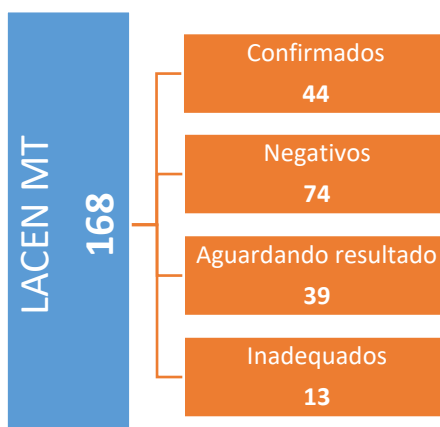 LACEN MT
168
Confirmados
44
Negativos
74
Aguardando resultado
39
Inadequados
13